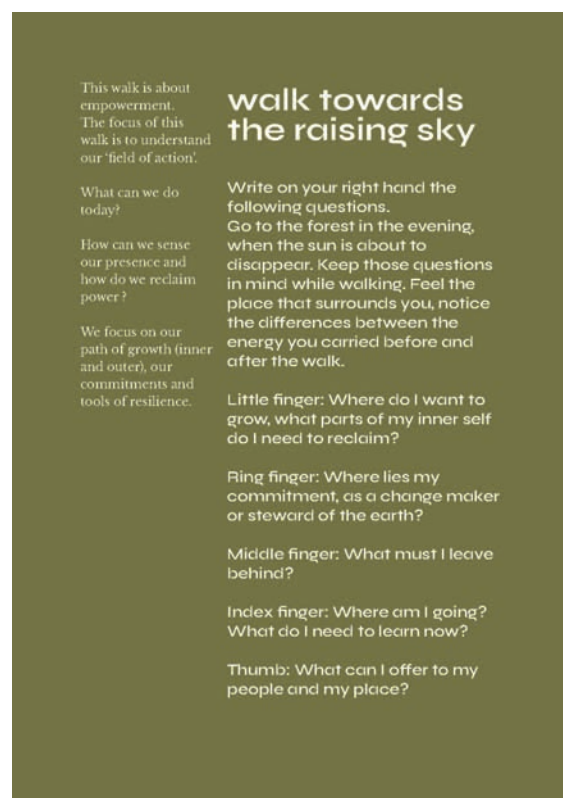 This walk is about
empowerment.
The focus of this
walk is to understand
our ‘field of action’.
What can we do
today?
How can we sense
our presence and
how do we reclaim
power ?
We focus on our
path of growth (inner
and outer), our
commitments and
tools of resilience.
walk towards
the raising sky
Write on your right hand the
following questions.
Go to the forest in the evening,
when the sun is about to
disappear. Keep those questions
in mind while walking. Feel the
place that surrounds you, notice
the differences between the
energy you carried before and
after the walk.
Little finger: Where do I want to
grow, what parts of my inner self
do I need to reclaim?
Ring finger: Where lies my
commitment, as a change maker
or steward of the earth?
Middle finger: What must I leave
behind?
Index finger: Where am I going?
What do I need to learn now?
Thumb: What can I offer to my
people and my place?